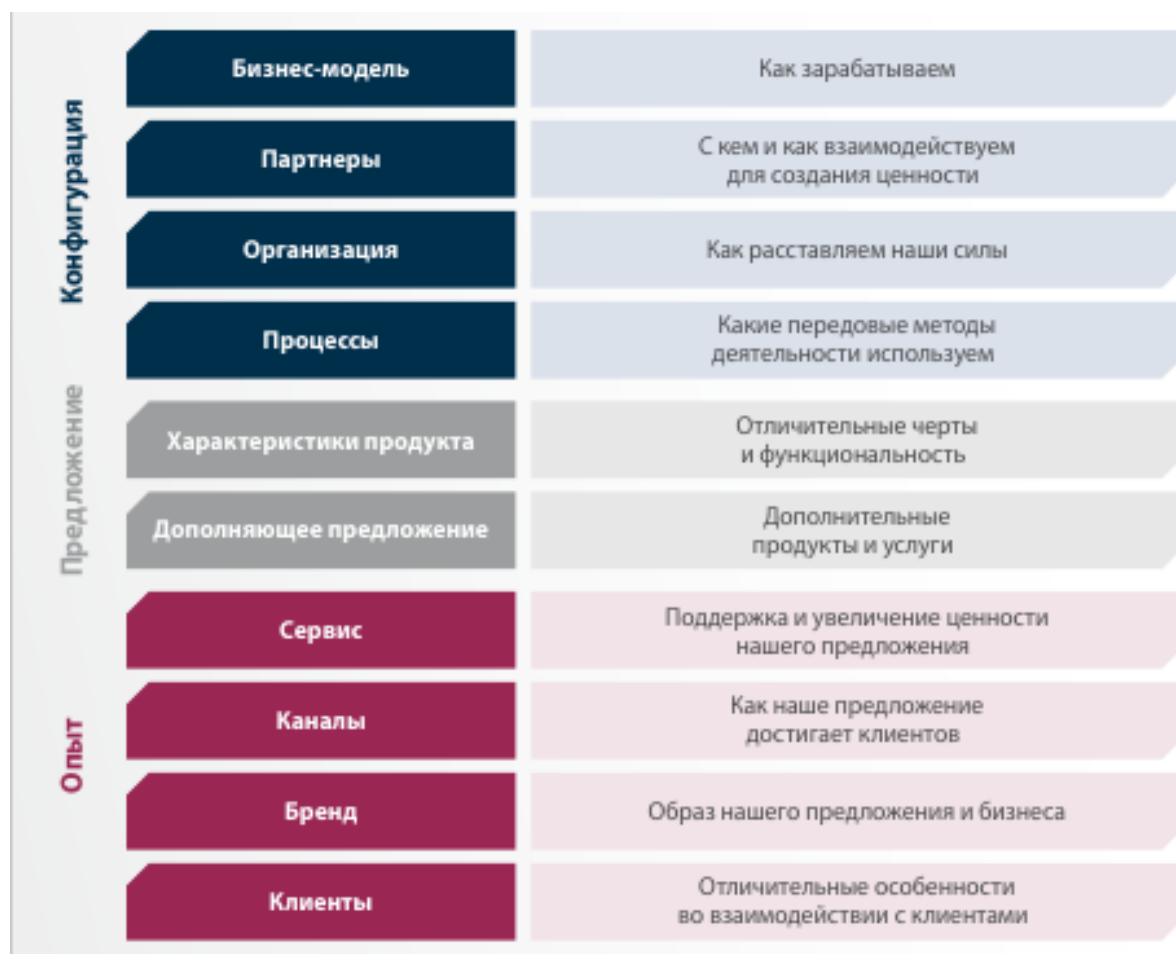 Конфигурация
Бизнес-модель
Как зарабатываем
Партнеры
С кем и как взаимодействуем
для создания ценности
Организация
Как расставляем наши силы
Процессы
Какие передовые методы
деятельности используем
Предложение
Характеристики продукта
Отличительные черты
и функциональность
Дополняющее предложение
Дополнительные
продукты и услуги
Опыт
Сервис
Поддержка и увеличение ценности
нашего предложения
Каналы
Как наше предложение
достигает клиентов
Бренд
Образ нашего предложения и бизнеса
Клиенты
Отличительные особенности
во взаимодействии с клиентами